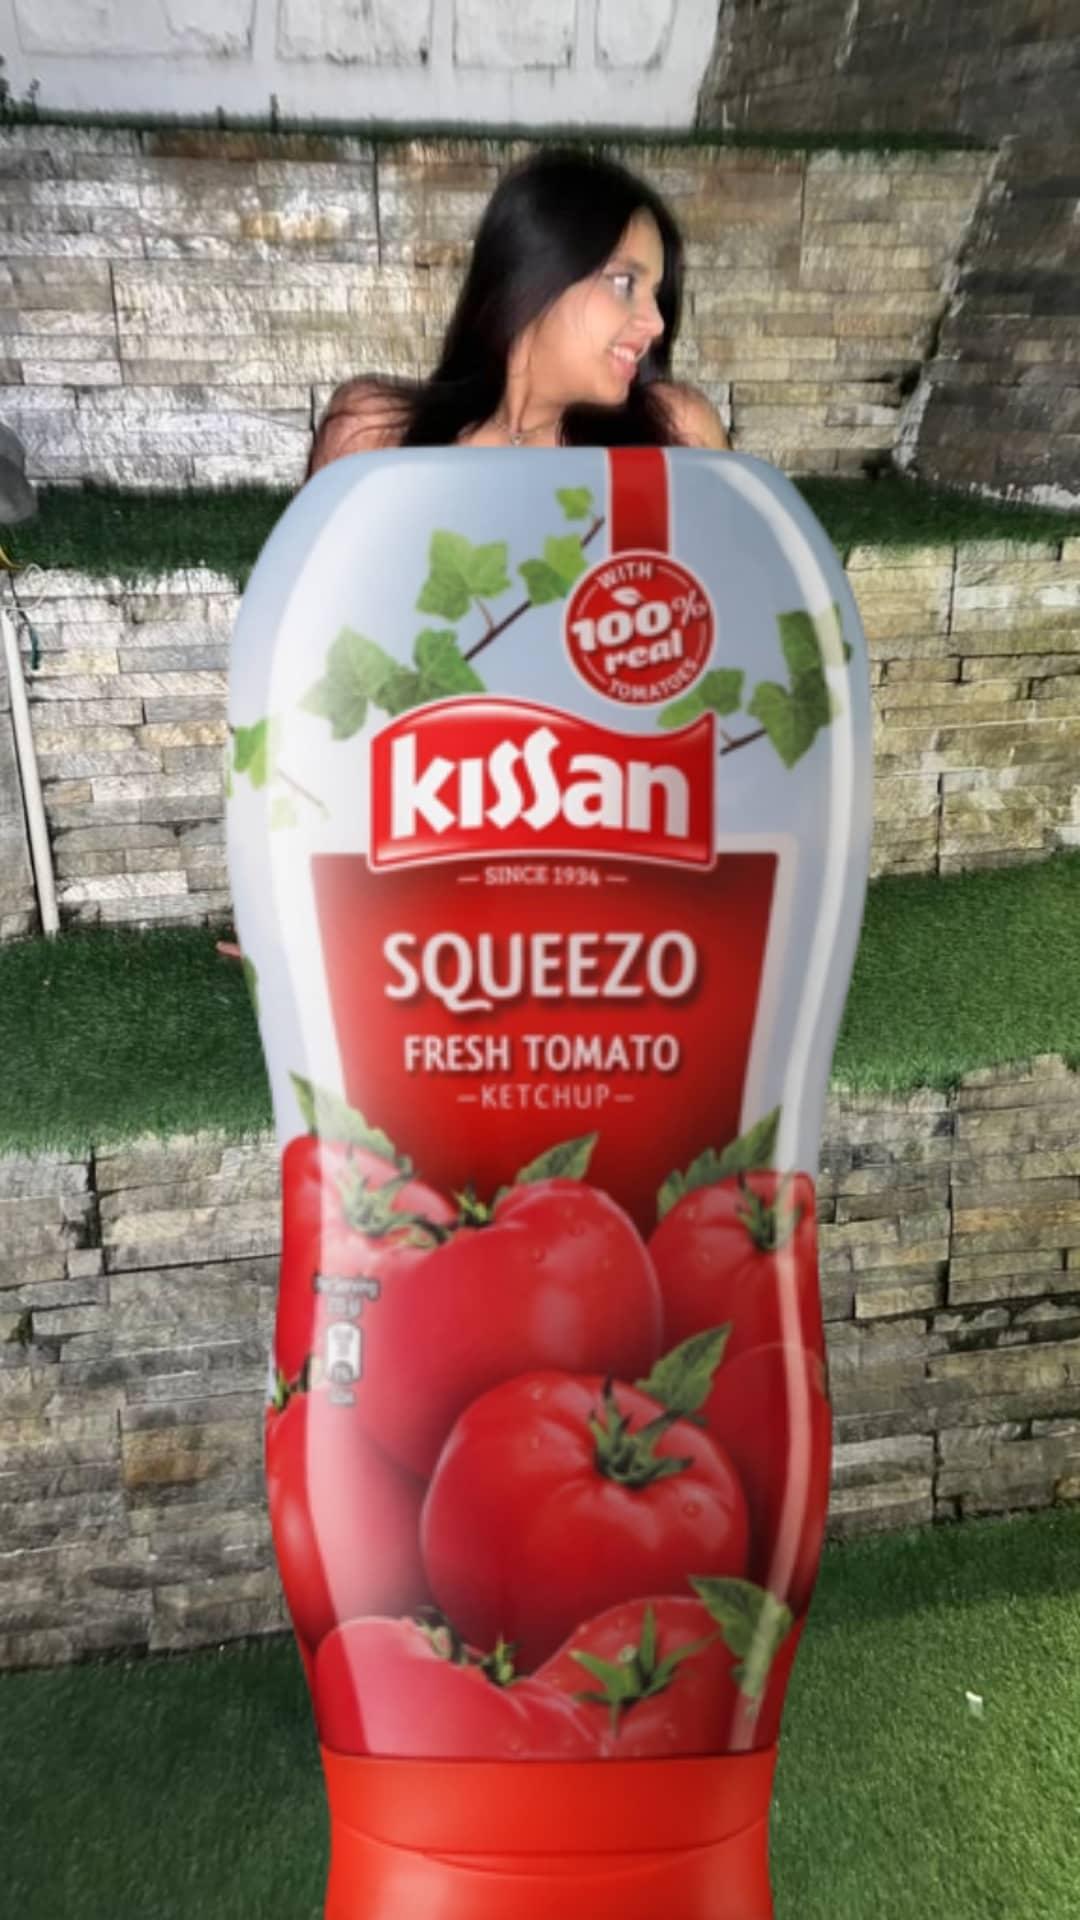 WITH
100%
real
TOMATOES
kissan
SINCE 1934
SQUEEZO
FRESH TOMATO
-KETCHUP-